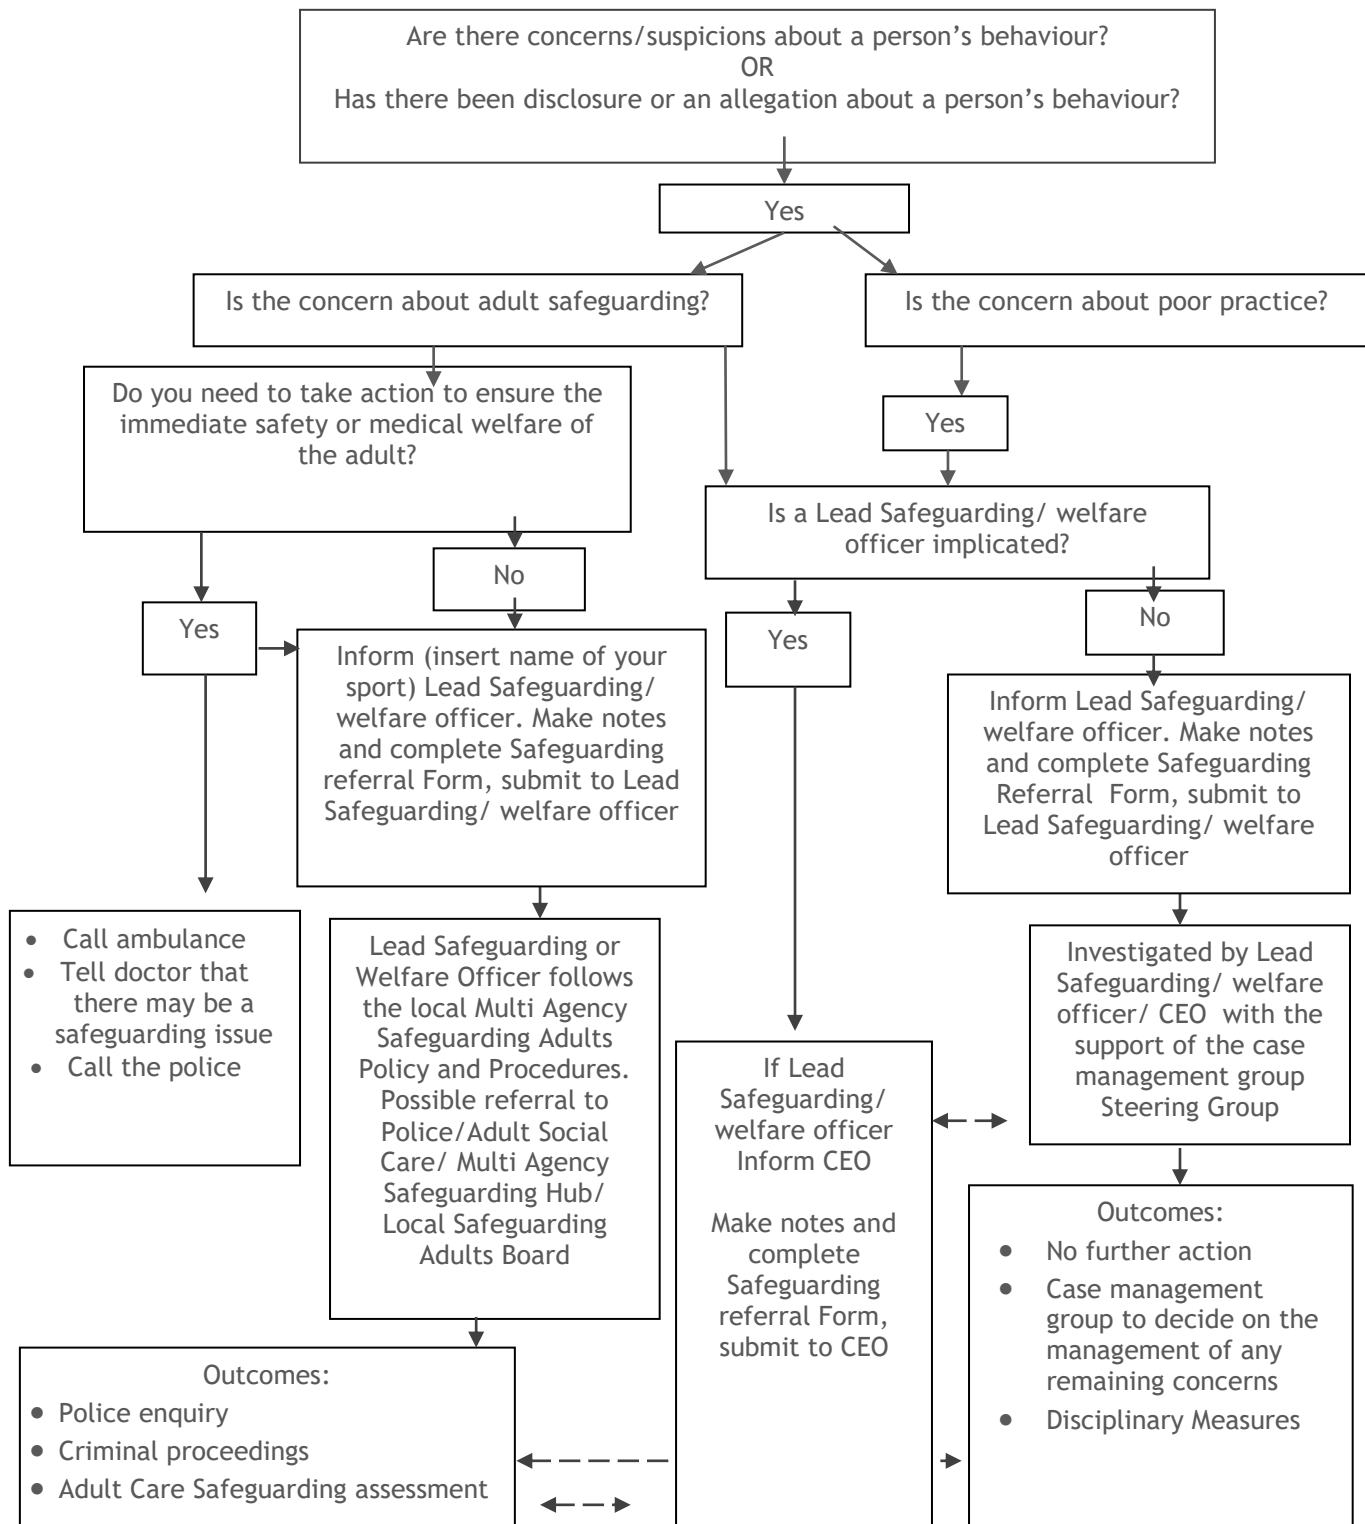 Are there concerns/suspicions about a person’s behaviour?
OR
Has there been disclosure or an allegation about a person’s behaviour?
Yes
Is the concern about adult safeguarding?
Is the concern about poor practice?
Do you need to take action to ensure the
immediate safety or medical welfare of
the adult?
Yes
Is a Lead Safeguarding/ welfare
officer implicated?
No
Yes
Yes
No
Inform (insert name of your
sport) Lead Safeguarding/
welfare officer. Make notes
and complete Safeguarding
referral Form, submit to Lead
Safeguarding/ welfare officer
Inform Lead Safeguarding/
welfare officer. Make notes
and complete Safeguarding
Referral  Form, submit to
Lead Safeguarding/ welfare
officer
• Call ambulance
• Tell doctor that
there may be a
safeguarding issue
• Call the police
Lead Safeguarding or
Welfare Officer follows
the local Multi Agency
Safeguarding Adults
Policy and Procedures.
Possible referral to
Police/Adult Social
Care/ Multi Agency
Safeguarding Hub/
Local Safeguarding
Adults Board
Investigated by Lead
Safeguarding/ welfare
officer/ CEO  with the
support of the case
management group
Steering Group
If Lead
Safeguarding/
welfare officer
Inform CEO
Make notes and
complete
Safeguarding
referral Form,
submit to CEO
Outcomes:
• No further action
• Case management
group to decide on the
management of any
remaining concerns
• Disciplinary Measures
Outcomes:
• Police enquiry
• Criminal proceedings
• Adult Care Safeguarding assessment